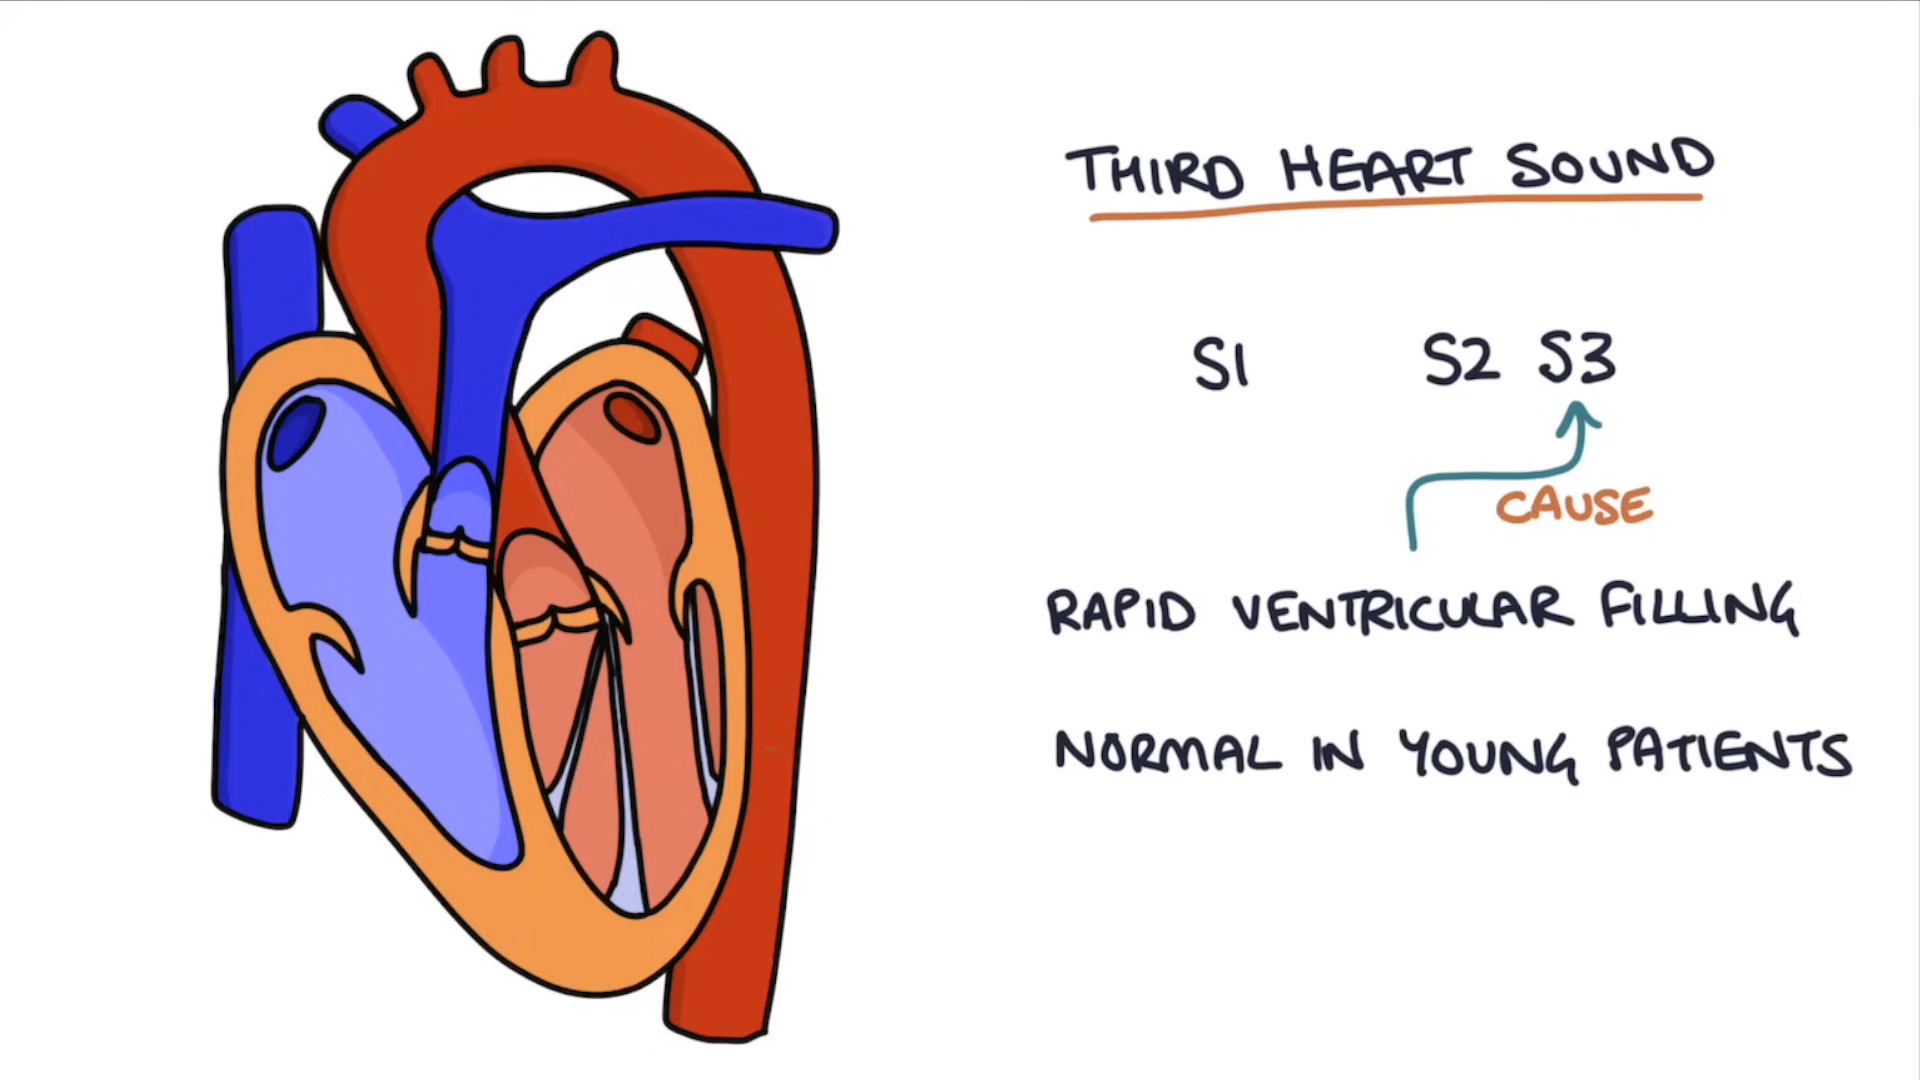 THIRD HEART SOUND
S1 S2 S3
CAUSE
RAPID VENTRICULAR FILLING
NORMAL IN YOUNG PATIENTS